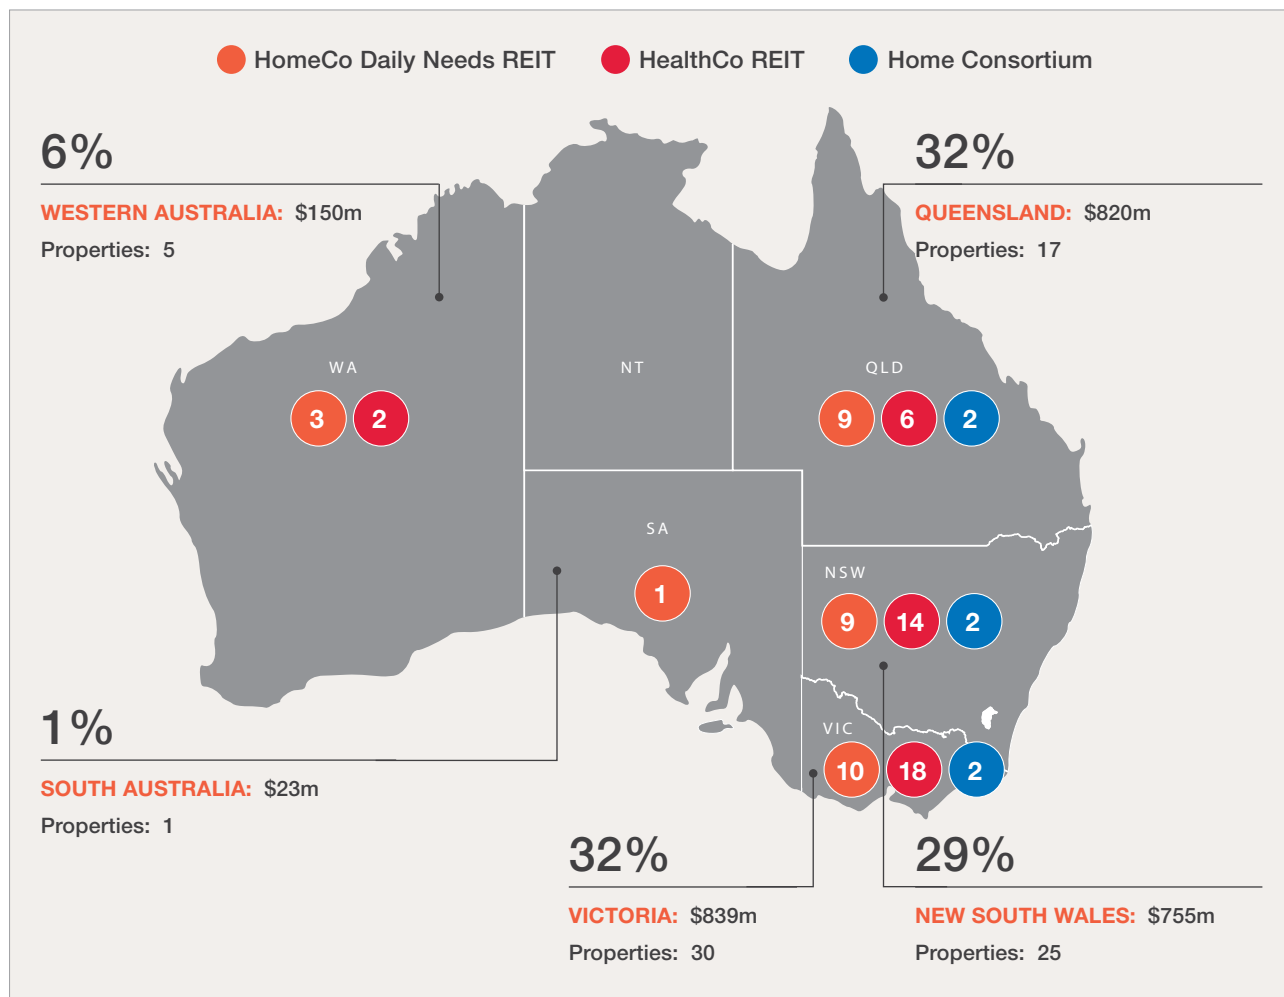 HomeCo Daily Needs REIT
HealthCo REIT
Home Consortium
6%
WESTERN AUSTRALIA: $150m
Properties: 5
32%
QUEENSLAND: $820m
Properties: 17
WA
3
2
NT
QLD
9
6
2
SA
1
NSW
9
14
2
1%
SOUTH AUSTRALIA: $23m
Properties: 1
VIC
10
18
2
32%
VICTORIA: $839m
Properties: 30
29%
NEW SOUTH WALES: $755m
Properties: 25